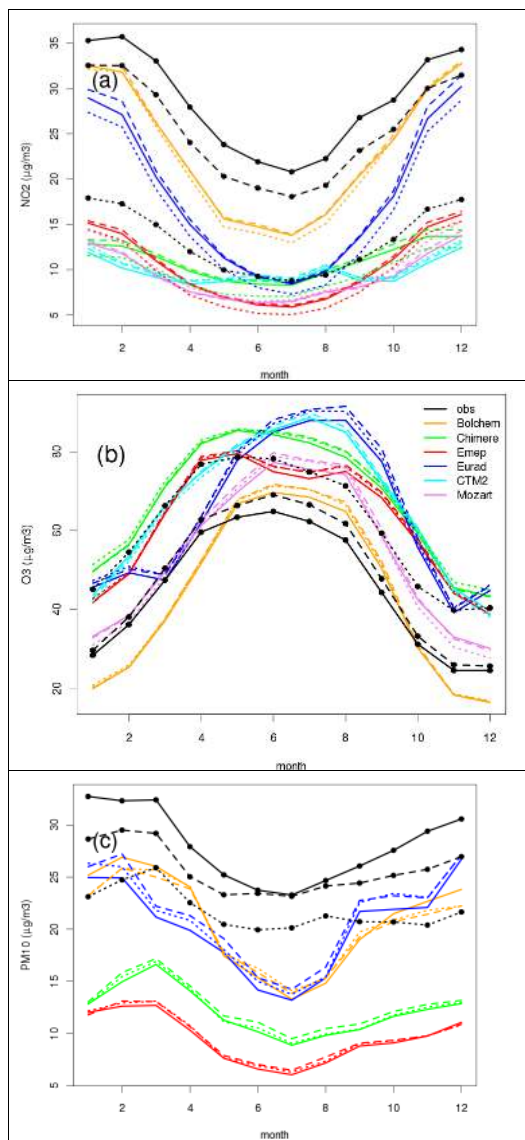 (a)
NO2 (μg/m3)
35
30
25
20
15
10
5
2 4 6 8 10 12
month
(b)
obs
Bolchem
Chimere
Emep
Eurad
CTM2
Mozart
O3 (μg/m3)
80
60
40
20
2 4 6 8 10 12
month
(c)
PM10 (μg/m3)
30
25
20
15
10
5
2 4 6 8 10 12
month